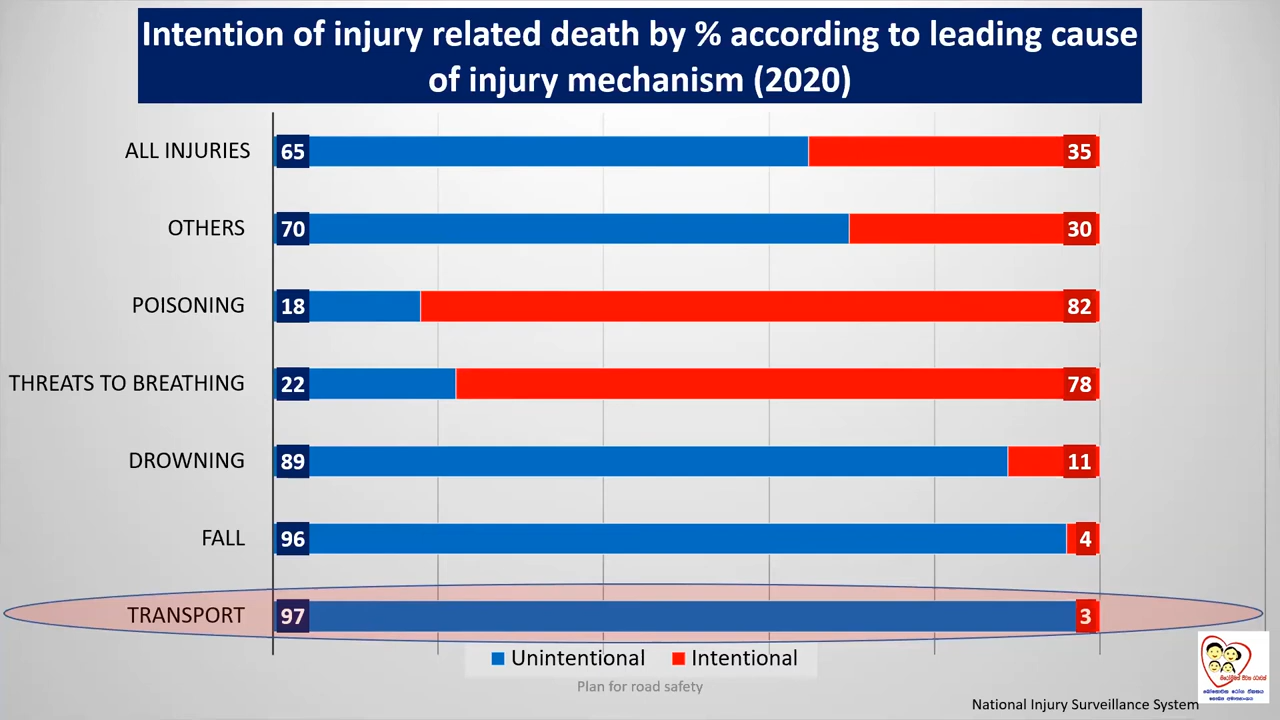 Intention of injury related death by % according to leading cause
of injury mechanism (2020)
ALL INJURIES 65 35
OTHERS 70 30
POISONING 18 82
THREATS TO BREATHING 22 78
DROWNING 89 11
FALL 96 4
TRANSPORT 97 3
Unintentional Intentional
Plan for road safety
National Injury Surveillance System